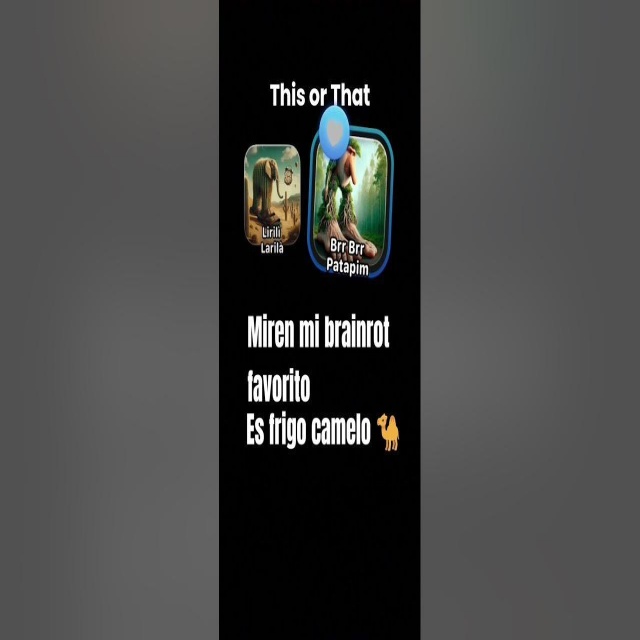 This or That
Lirili
Larila
Brr Brr
Patapim
Miren mi brainrot
favorito
Es frigo camelo 🐪